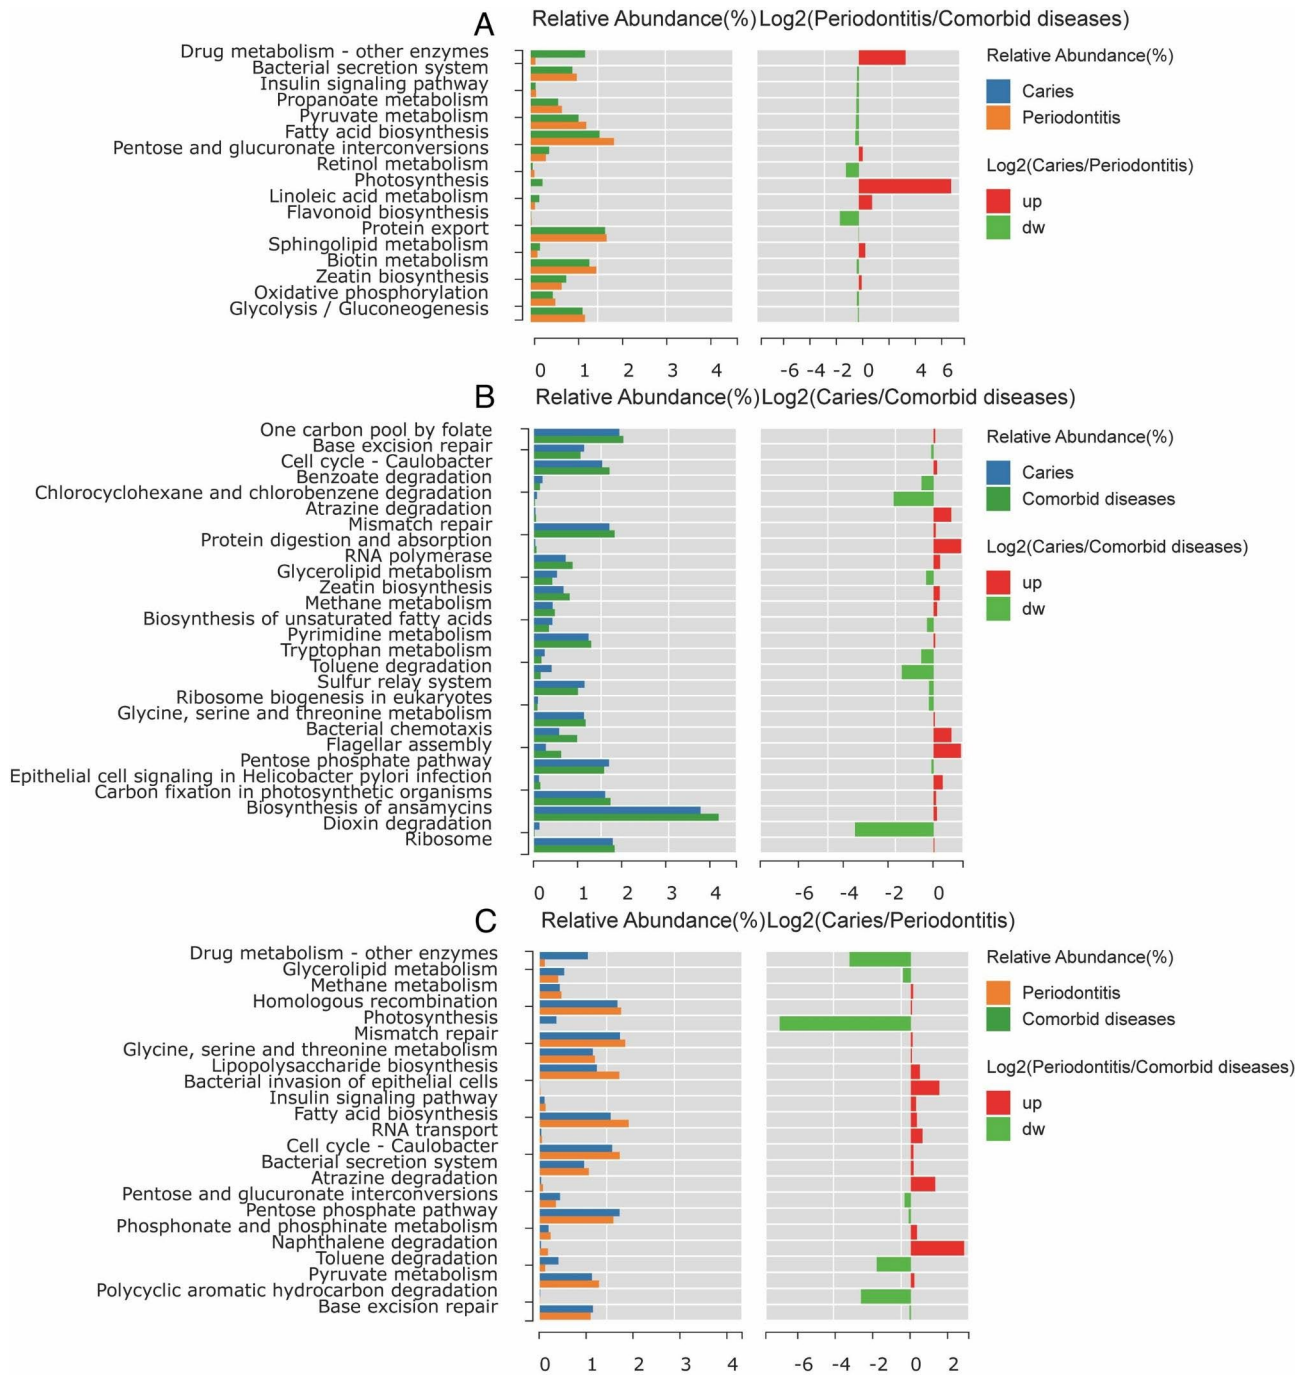 A
Relative Abundance(%) Log2(Periodontitis/Comorbid diseases)
Drug metabolism - other enzymes
Bacterial secretion system
Insulin signaling pathway
Propanoate metabolism
Pyruvate metabolism
Fatty acid biosynthesis
Pentose and glucuronate interconversions
Retinol metabolism
Photosynthesis
Linoleic acid metabolism
Flavonoid biosynthesis
Protein export
Sphingolipid metabolism
Biotin metabolism
Zeatin biosynthesis
Oxidative phosphorylation
Glycolysis / Gluconeogenesis
0 1 2 3 4
-6 -4 -2 0 4 6
Relative Abundance(%)
Caries
Periodontitis
Log2(Caries/Periodontitis)
up
dw
B
Relative Abundance(%) Log2(Caries/Comorbid diseases)
One carbon pool by folate
Base excision repair
Cell cycle - Caulobacter
Benzoate degradation
Chlorocyclohexane and chlorobenzene degradation
Atrazine degradation
Mismatch repair
Protein digestion and absorption
RNA polymerase
Glycerolipid metabolism
Zeatin biosynthesis
Methane metabolism
Biosynthesis of unsaturated fatty acids
Pyrimidine metabolism
Tryptophan metabolism
Toluene degradation
Sulfur relay system
Ribosome biogenesis in eukaryotes
Glycine, serine and threonine metabolism
Bacterial chemotaxis
Flagellar assembly
Pentose phosphate pathway
Epithelial cell signaling in Helicobacter pylori infection
Carbon fixation in photosynthetic organisms
Biosynthesis of ansamycins
Dioxin degradation
Ribosome
0 1 2 3 4
-6 -4 -2 0
Relative Abundance(%)
Caries
Comorbid diseases
Log2(Caries/Comorbid diseases)
up
dw
C
Relative Abundance(%) Log2(Caries/Periodontitis)
Drug metabolism - other enzymes
Glycerolipid metabolism
Methane metabolism
Homologous recombination
Photosynthesis
Mismatch repair
Glycine, serine and threonine metabolism
Lipopolysaccharide biosynthesis
Bacterial invasion of epithelial cells
Insulin signaling pathway
Fatty acid biosynthesis
RNA transport
Cell cycle - Caulobacter
Bacterial secretion system
Atrazine degradation
Pentose and glucuronate interconversions
Pentose phosphate pathway
Phosphonate and phosphinate metabolism
Naphthalene degradation
Toluene degradation
Pyruvate metabolism
Polycyclic aromatic hydrocarbon degradation
Base excision repair
0 1 2 3 4
-6 -4 -2 0 2
Relative Abundance(%)
Periodontitis
Comorbid diseases
Log2(Periodontitis/Comorbid diseases)
up
dw